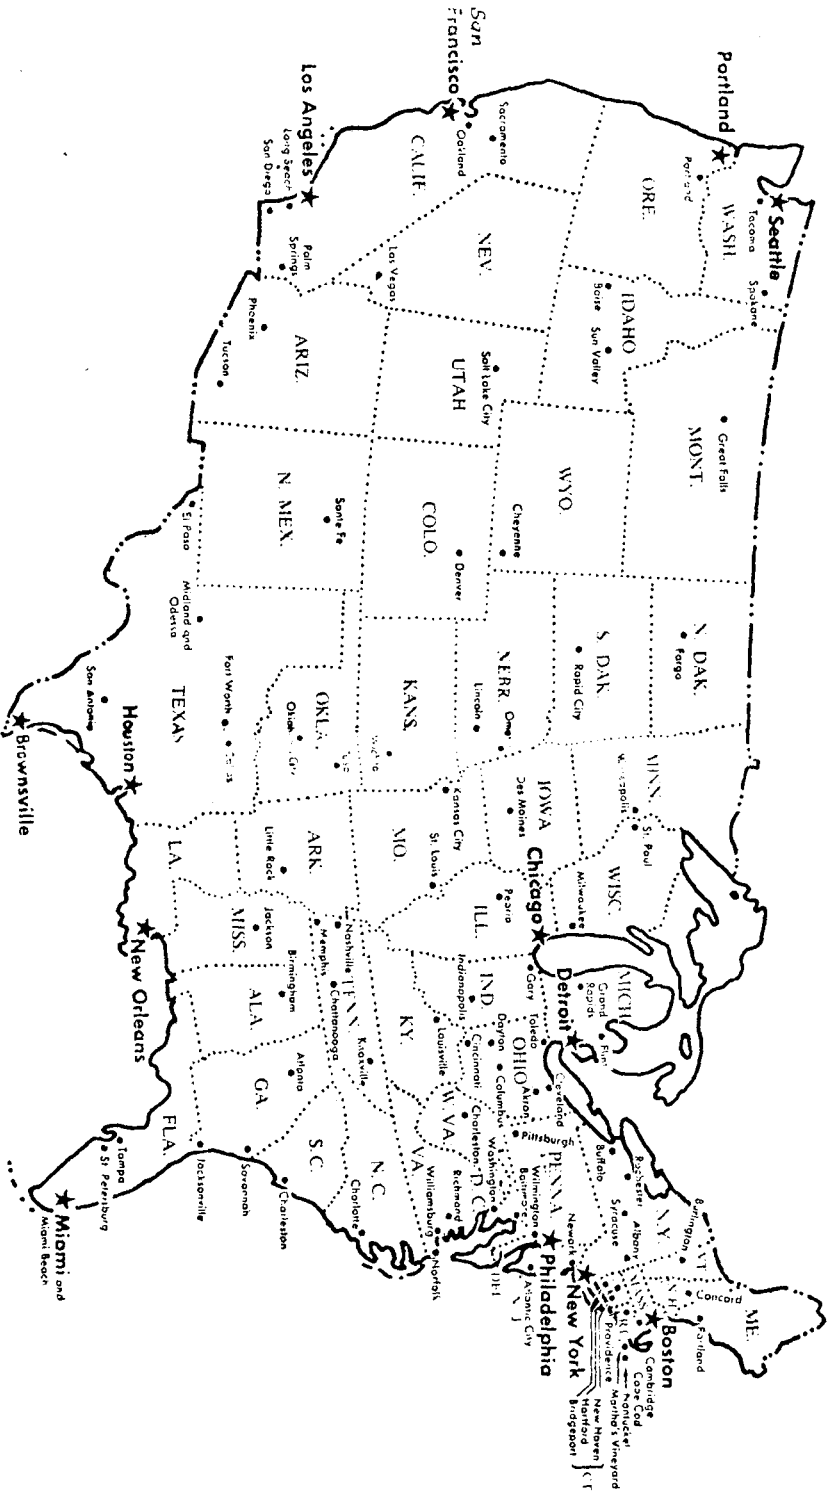 Seattle
Tacoma
Spokane
WASH.
Portland
Portland
ORE.
IDAHO
Boise
Sun Valley
MONT.
Great Falls
N. DAK.
Fargo
S. DAK.
Rapid City
MINN.
St. Paul
WISC.
Milwaukee
MICH.
Grand
Rapids
Flint
Detroit
San
Francisco
Sacramento
Oakland
CALIF.
NEV.
Las Vegas
UTAH
Salt Lake City
WYO.
Cheyenne
COLO.
Denver
NEBR.
Lincoln
IOWA
Des Moines
Chicago
ILL.
Peoria
IND.
Gary
Indianapolis
OHIO
Toledo
Cleveland
Akron
Columbus
Dayton
Cincinnati
PENNA.
Pittsburgh
Philadelphia
N.Y.
Buffalo
Rochester
Syracuse
Albany
New York
Newark
Burlington
VT.
N.H.
Concord
ME.
Portland
MASS.
Boston
Cambridge
Cape Cod
Nantucket
Martha's Vineyard
R.I.
Providence
New Haven
Hartford
Bridgeport
CT
N J
Atlantic City
DEL
Wilmington
Baltimore
Washington
D. C.
W. VA.
Charleston
VA.
Richmond
Williamsburg
Norfolk
KY.
Louisville
Los Angeles
Long Beach
San Diego
Palm
Springs
ARIZ.
Phoenix
Tucson
N. MEX.
Sante Fe
KANS.
MO.
Kansas City
St. Louis
OKLA.
ARK.
Little Rock
TENN.
Nashville
Memphis
Chattanooga
Knoxville
N.C.
Charlotte
S.C.
Charleston
TEXAS
El Paso
Midland and
Odessa
Fort Worth
San Antonio
Houston
Brownsville
LA.
New Orleans
MISS.
Jackson
ALA.
Birmingham
GA.
Atlanta
Savannah
FLA.
Jacksonville
Tampa
St. Petersburg
Miami and
Miami Beach